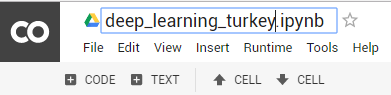 CO
deep_learning_turkey.ipynb
File Edit View Insert Runtime Tools Help
CODE TEXT CELL CELL